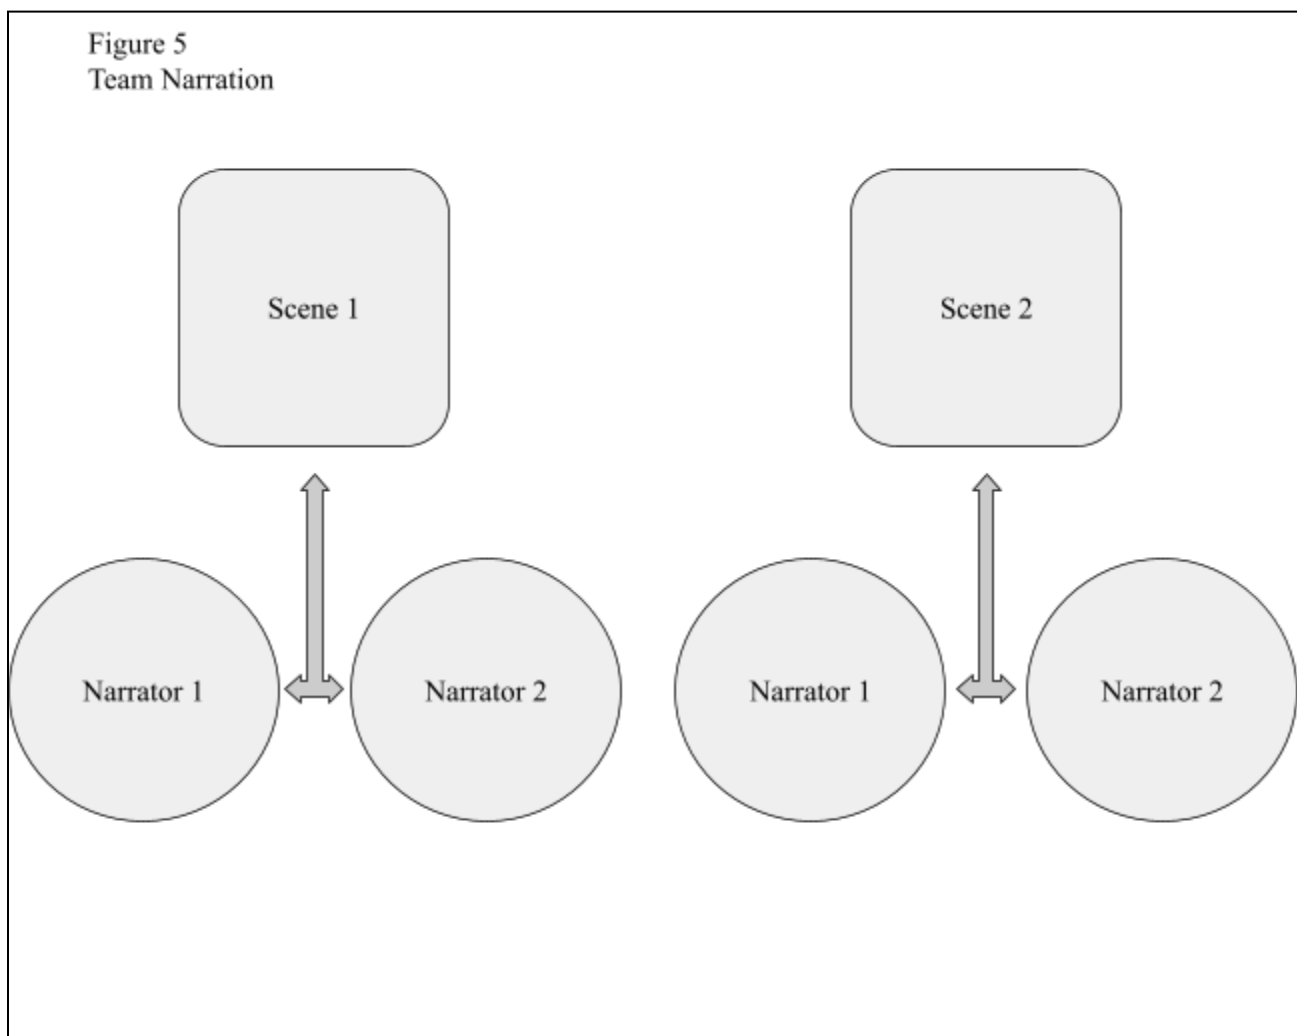 Figure 5
Team Narration
Scene 1
Scene 2
Narrator 1
Narrator 2
Narrator 1
Narrator 2